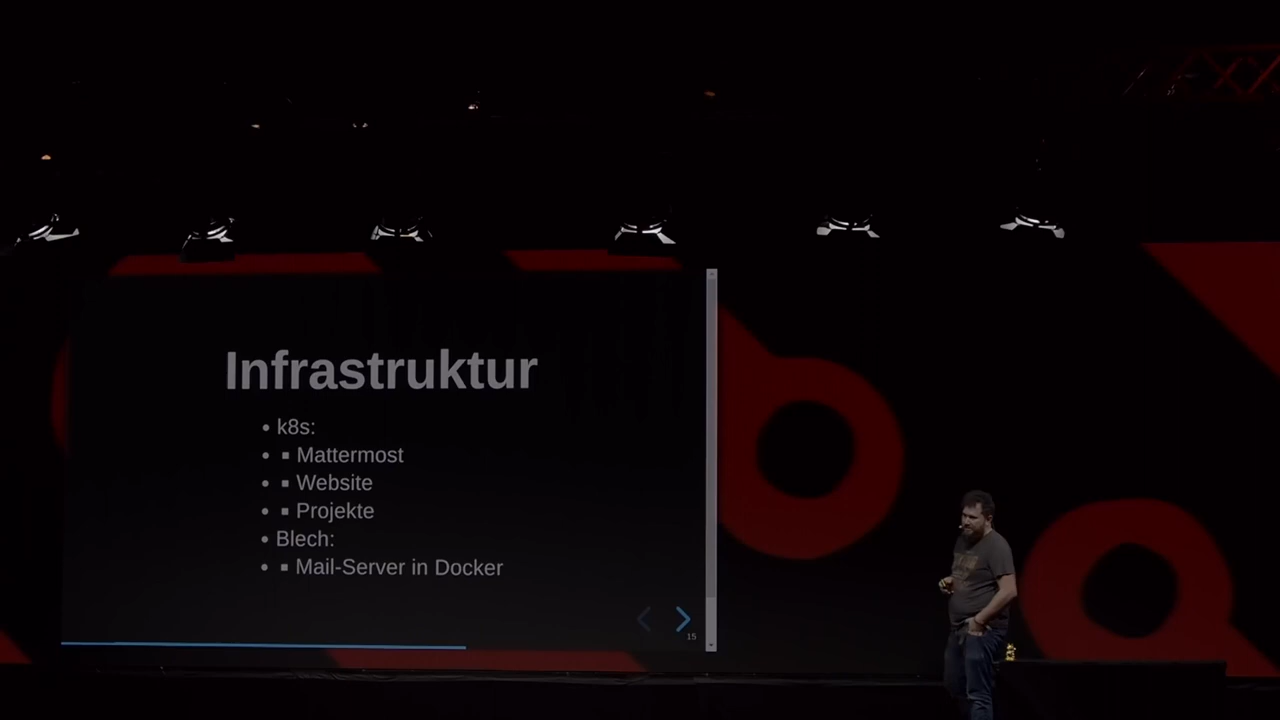 Infrastruktur
• k8s:
• ▪ Mattermost
• ▪ Website
• ▪ Projekte
• Blech:
• ▪ Mail-Server in Docker
15